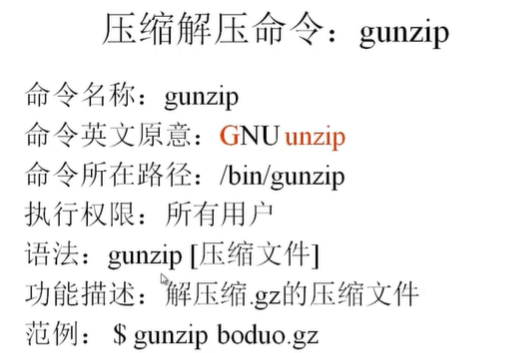 压缩解压命令：gunzip
命令名称：gunzip
命令英文原意：GNU unzip
命令所在路径：/bin/gunzip
执行权限：所有用户
语法：gunzip [压缩文件]
功能描述：解压缩.gz的压缩文件
范例： $ gunzip boduo.gz